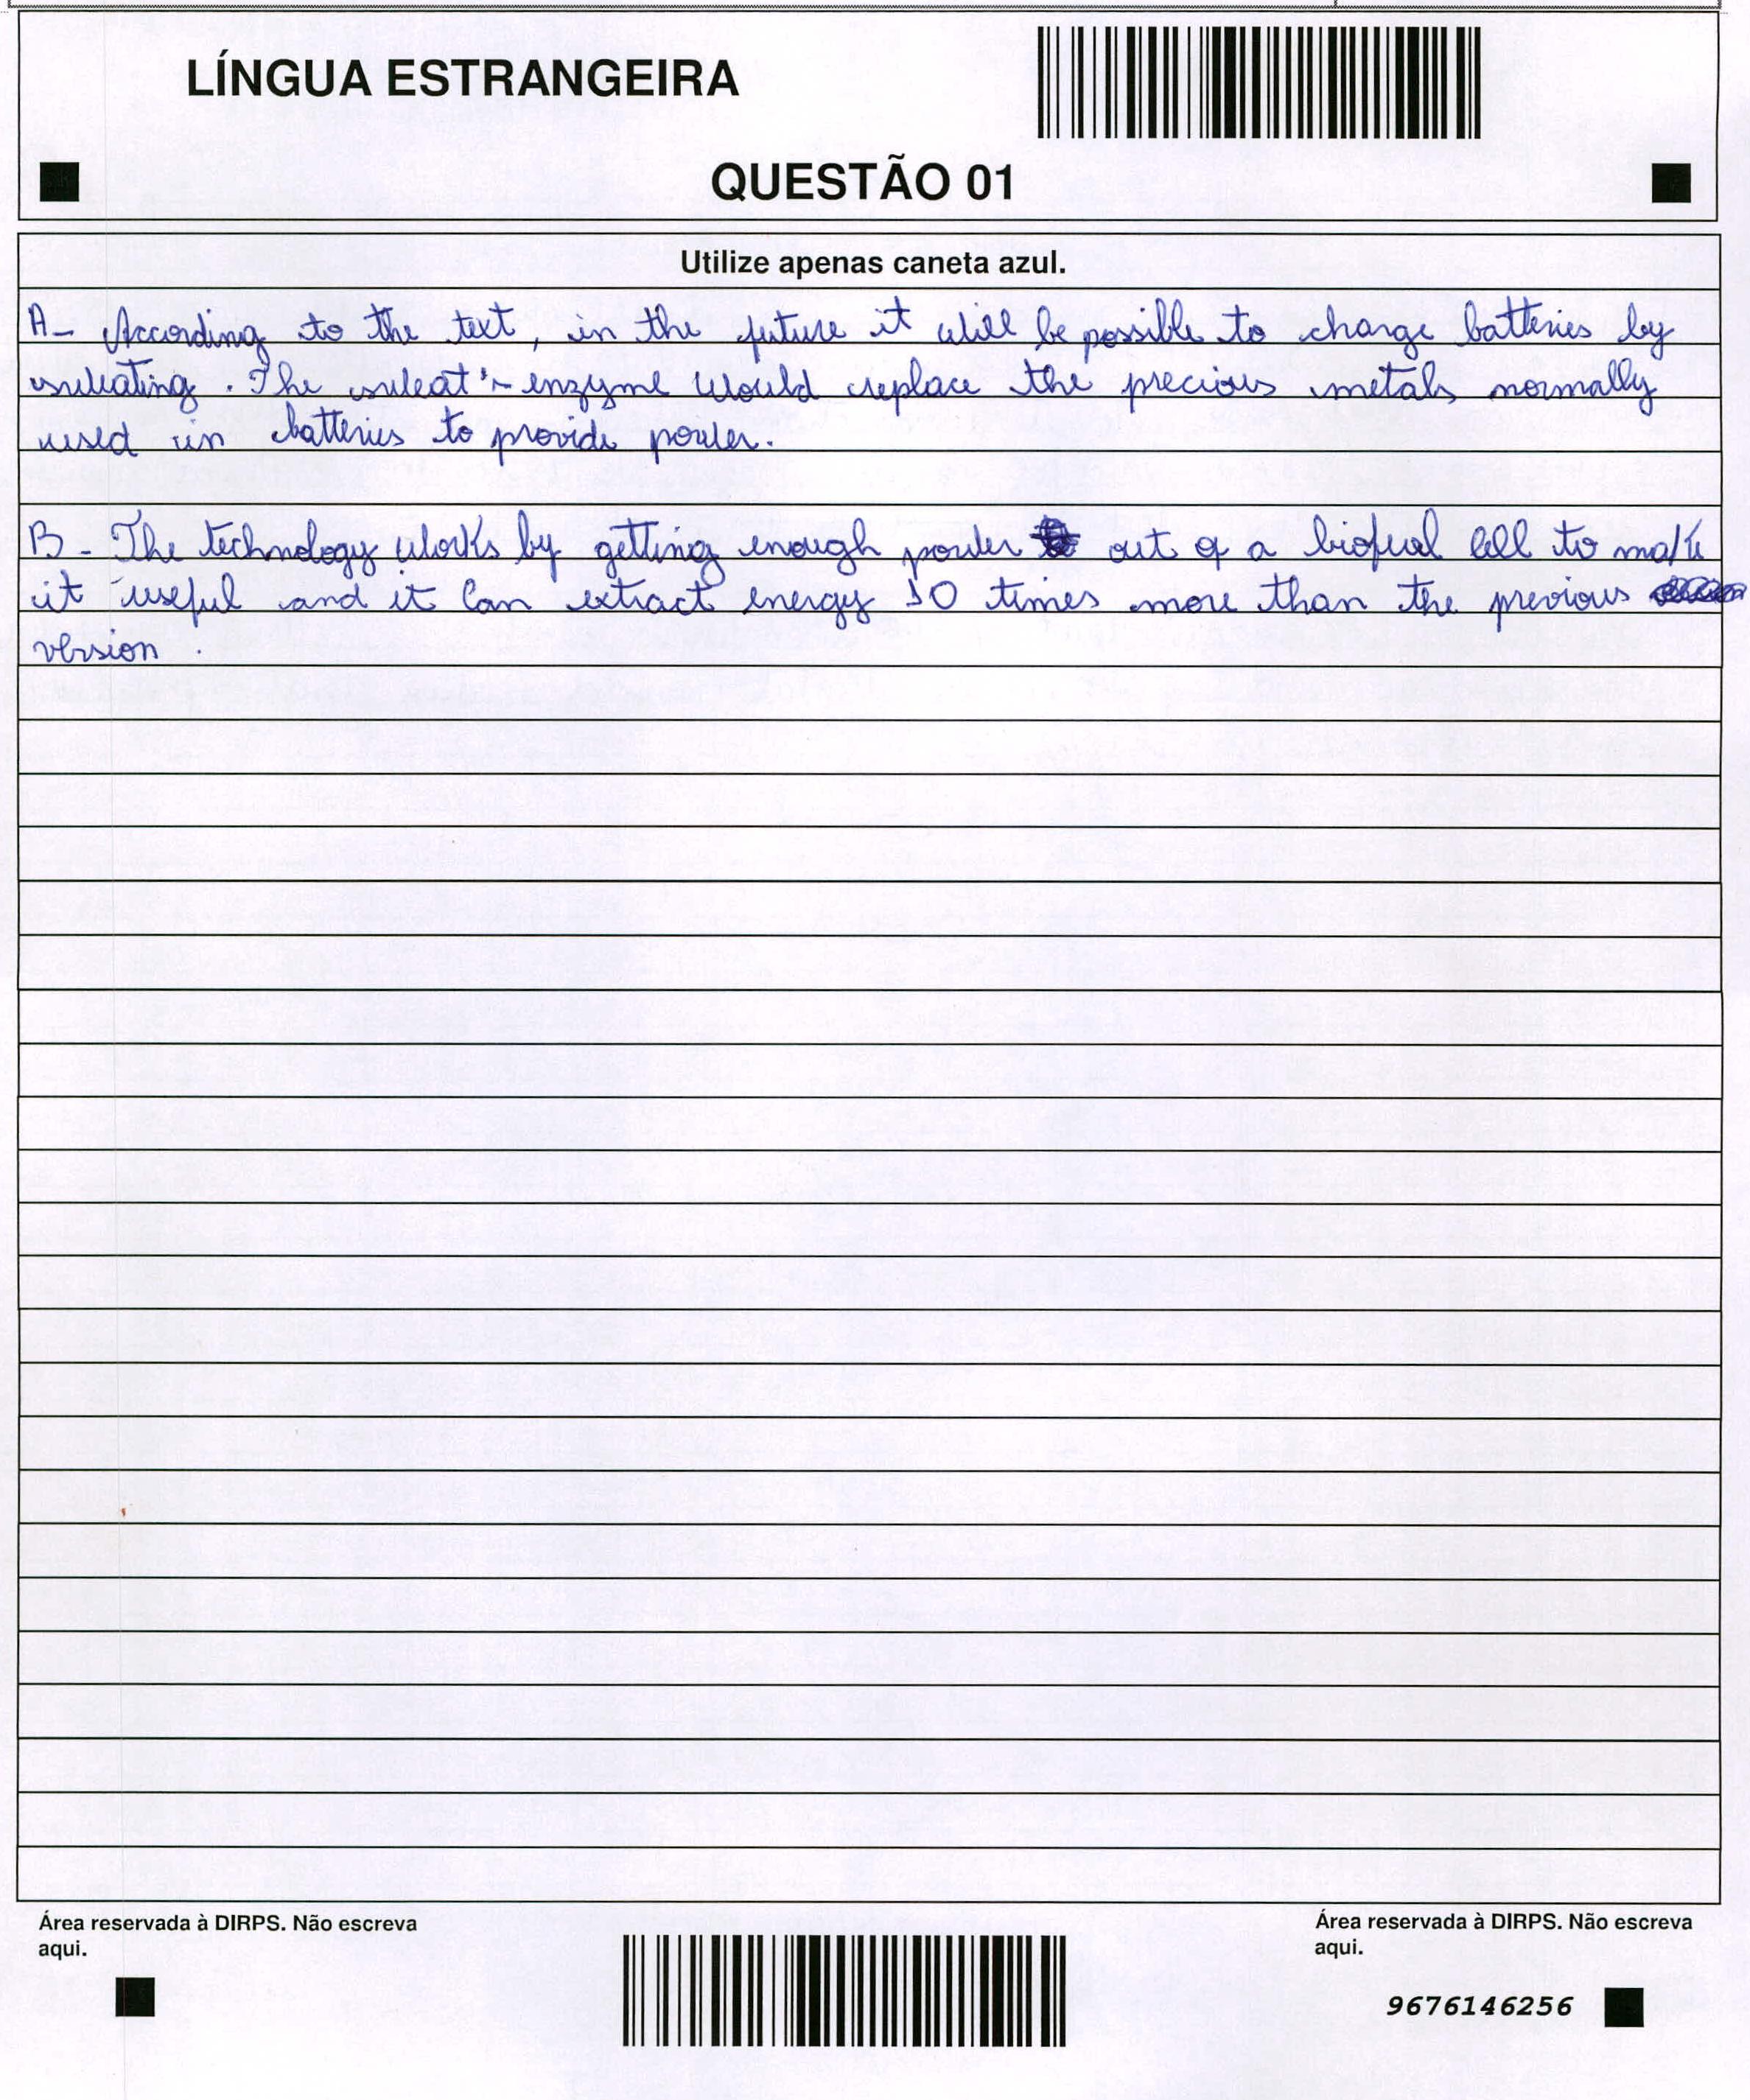 LÍNGUA ESTRANGEIRA
QUESTÃO 01
Utilize apenas caneta azul.
A- According to the text, in the future it will be possible to charge batteries by
sweating. The sweat's enzyme would replace the precious metals normally
used in batteries to provide power.
B- The technology works by getting enough power out of a biofual cell to make
it useful and it can extract energy 10 times more than the previous
version.
Área reservada à DIRPS. Não escreva
aqui.
Área reservada à DIRPS. Não escreva
aqui.
9676146256